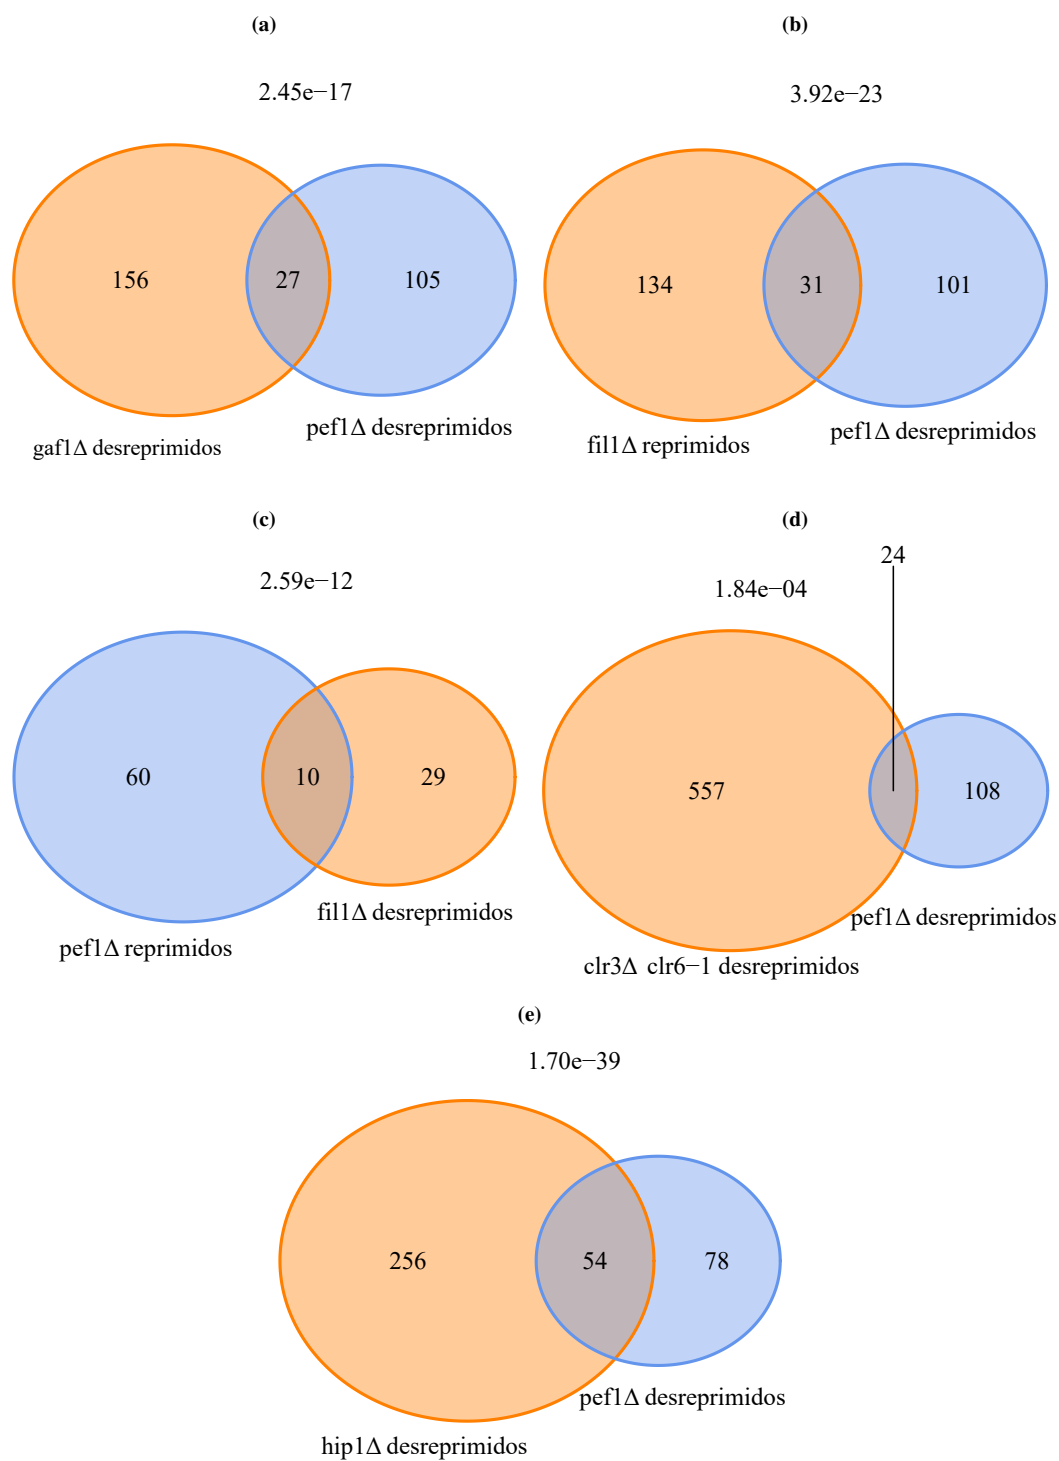 (a)
2.45e−17
156
27
105
gaf1Δ desreprimidos
pef1Δ desreprimidos
(b)
3.92e−23
134
31
101
fil1Δ reprimidos
pef1Δ desreprimidos
(c)
2.59e−12
60
10
29
pef1Δ reprimidos
fil1Δ desreprimidos
(d)
24
1.84e−04
557
108
pef1Δ desreprimidos
clr3Δ clr6−1 desreprimidos
(e)
1.70e−39
256
54
78
pef1Δ desreprimidos
hip1Δ desreprimidos